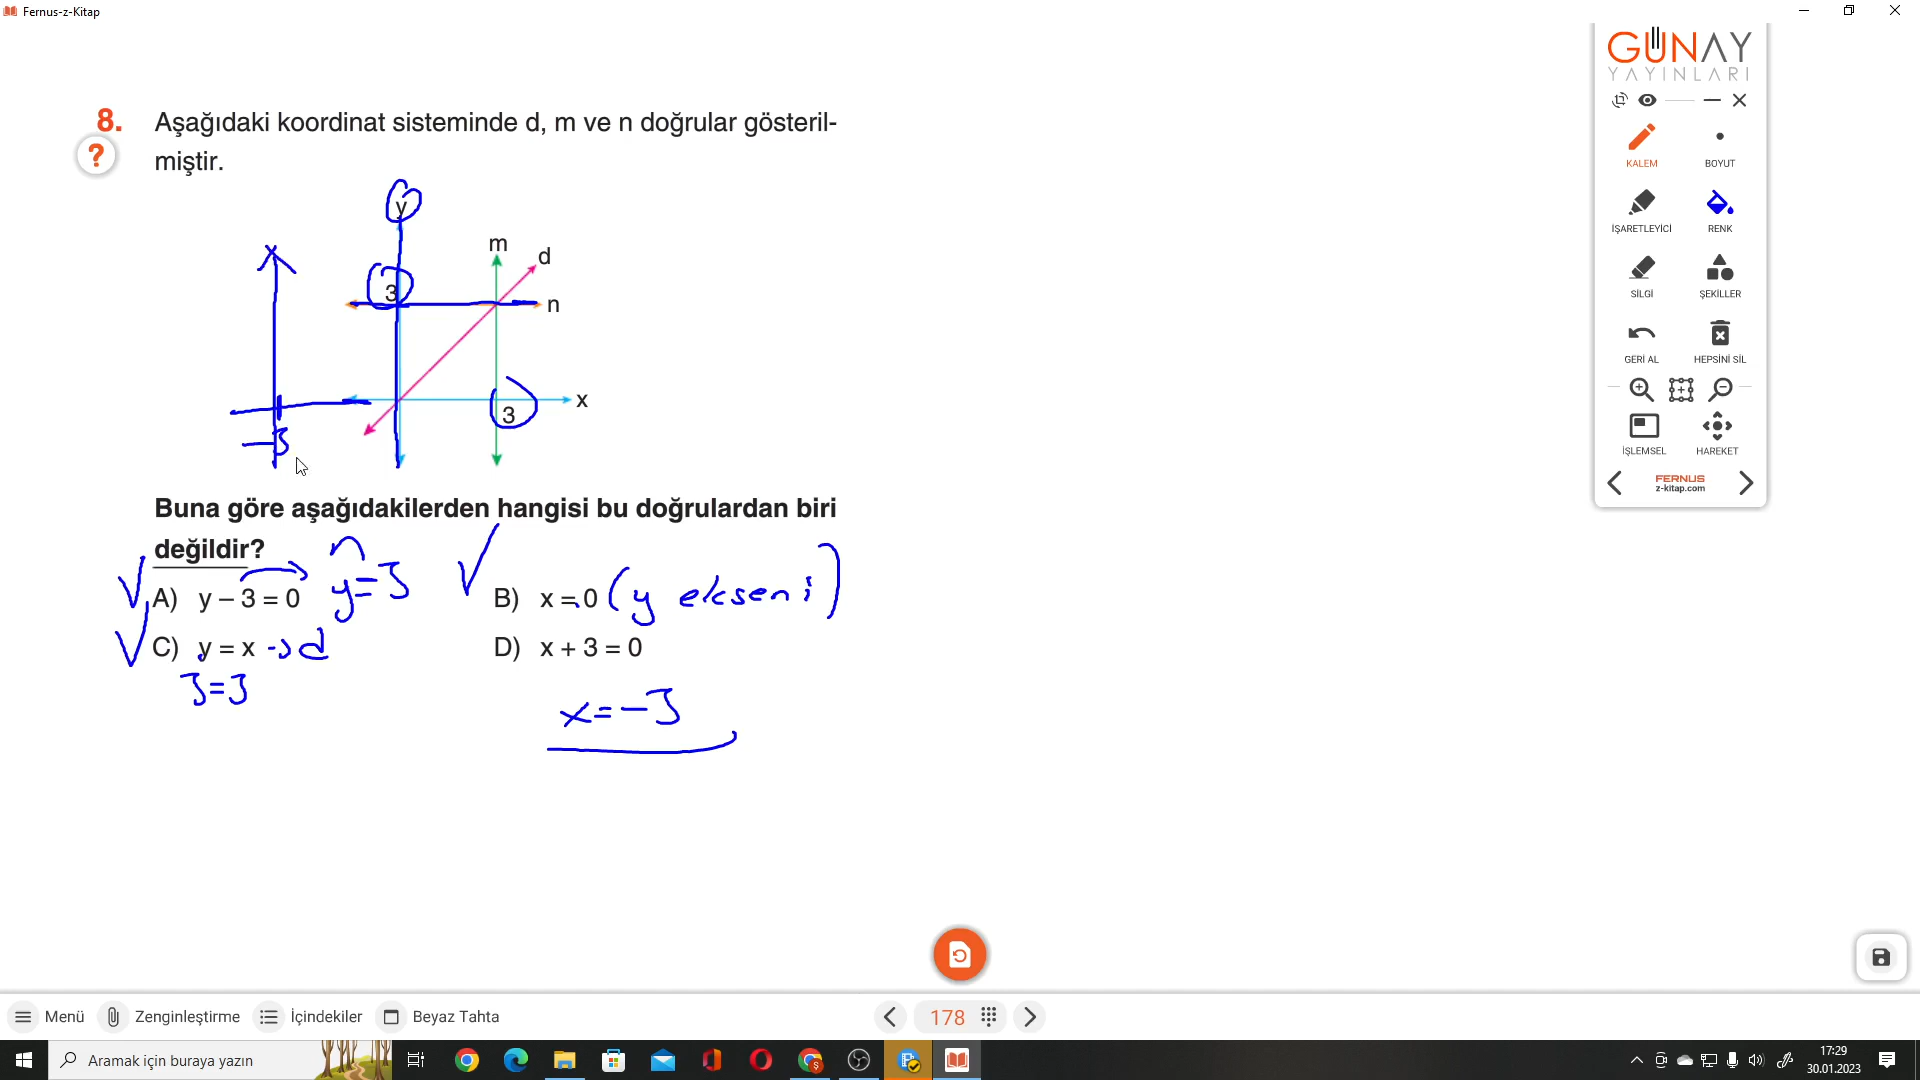 Fernus-z-Kitap
GÜNAY
YAYINLARI
KALEM
BOYUT
İŞARETLEYİCİ
RENK
SİLGİ
ŞEKİLLER
GERİ AL
HEPSİNİ SİL
İŞLEMSEL
HAREKET
FERNUS
z-kitap.com
8. Aşağıdaki koordinat sisteminde d, m ve n doğrular gösteril-
miştir.
?
y
m
d
3
n
x
3
-3
Buna göre aşağıdakilerden hangisi bu doğrulardan biri
değildir?
n
A) y – 3 = 0 y=3
B) x = 0 (y ekseni)
C) y = x → d
D) x + 3 = 0
3=3
x=-3
Menü
Zenginleştirme
İçindekiler
Beyaz Tahta
178
Aramak için buraya yazın
17:29
30.01.2023